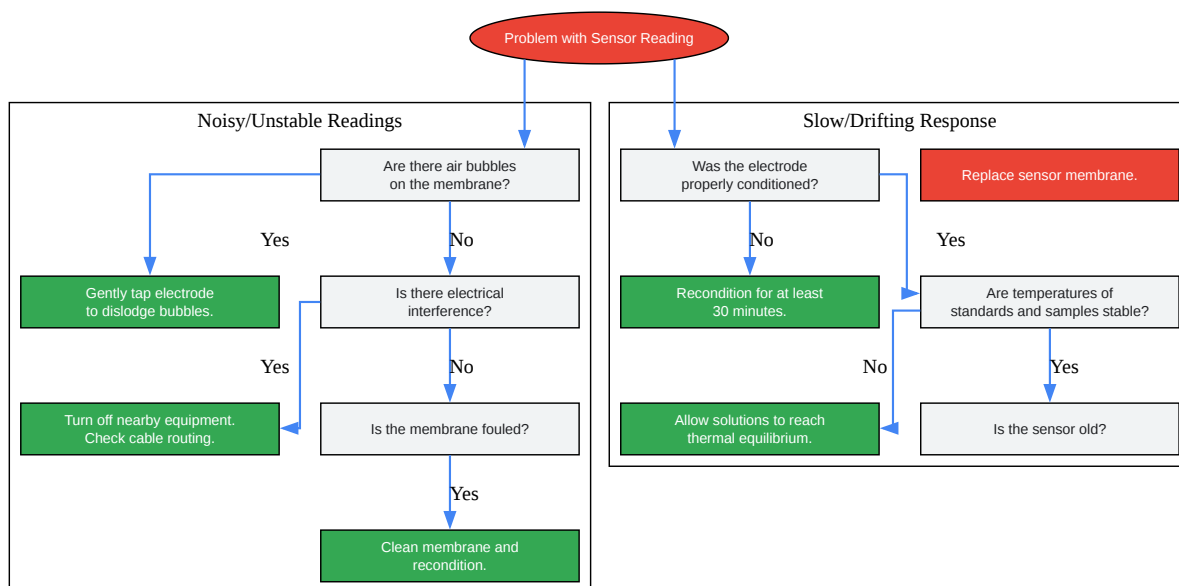 Problem with Sensor Reading
Noisy/Unstable Readings
Are there air bubbles
on the membrane?
Yes
No
Gently tap electrode
to dislodge bubbles.
Is there electrical
interference?
Yes
No
Turn off nearby equipment.
Check cable routing.
Is the membrane fouled?
Yes
Clean membrane and
recondition.
Slow/Drifting Response
Was the electrode
properly conditioned?
Replace sensor membrane.
No
Yes
Recondition for at least
30 minutes.
Are temperatures of
standards and samples stable?
No
Yes
Allow solutions to reach
thermal equilibrium.
Is the sensor old?